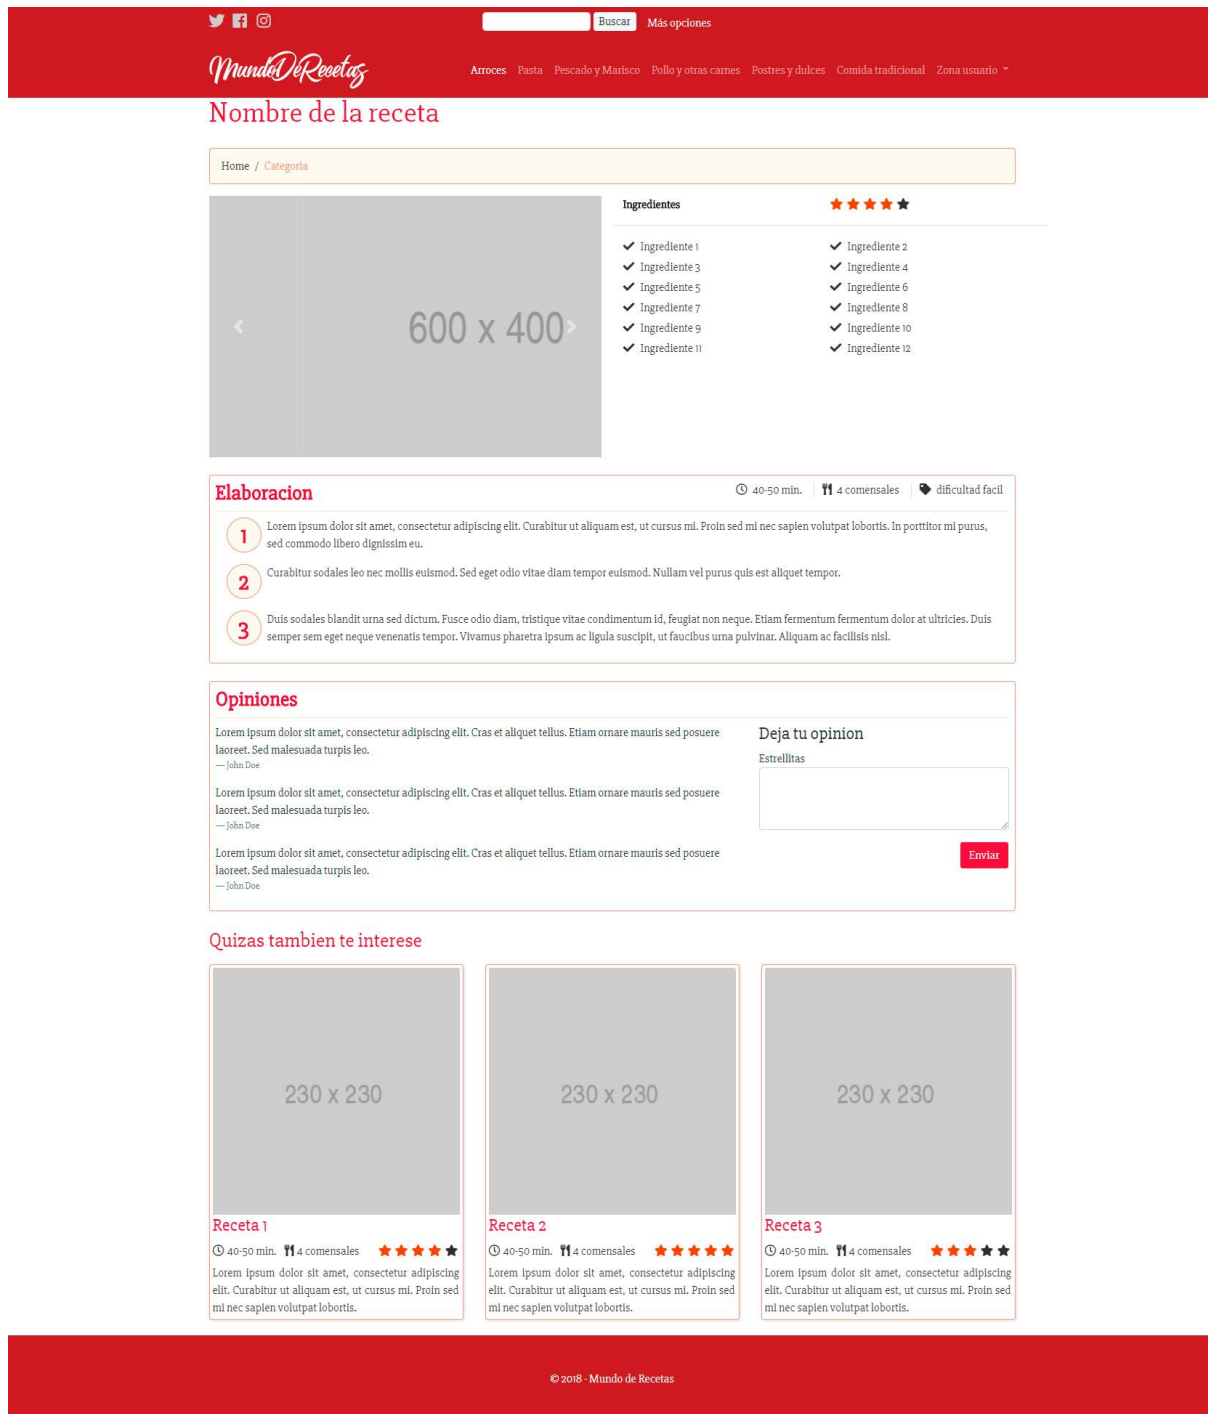 Buscar Más opciones
MundoDeRecetas
Arroces Pasta Pescado y Marisco Pollo y otras carnes Postres y dulces Comida tradicional Zona usuario
Nombre de la receta
Home / Categoria
600 x 400
Ingredientes
Ingrediente 1 Ingrediente 2
Ingrediente 3 Ingrediente 4
Ingrediente 5 Ingrediente 6
Ingrediente 7 Ingrediente 8
Ingrediente 9 Ingrediente 10
Ingrediente 11 Ingrediente 12
Elaboracion 40-50 min. 4 comensales dificultad facil
1 Lorem ipsum dolor sit amet, consectetur adipiscing elit. Curabitur ut aliquam est, ut cursus mi. Proin sed mi nec sapien volutpat lobortis. In porttitor mi purus,
sed commodo libero dignissim eu.
2 Curabitur sodales leo nec mollis euismod. Sed eget odio vitae diam tempor euismod. Nullam vel purus quis est aliquet tempor.
3 Duis sodales blandit urna sed dictum. Fusce odio diam, tristique vitae condimentum id, feugiat non neque. Etiam fermentum fermentum dolor at ultricies. Duis
semper sem eget neque venenatis tempor. Vivamus pharetra ipsum ac ligula suscipit, ut faucibus urna pulvinar. Aliquam ac facilisis nisl.
Opiniones
Lorem ipsum dolor sit amet, consectetur adipiscing elit. Cras et aliquet tellus. Etiam ornare mauris sed posuere
laoreet. Sed malesuada turpis leo.
— John Doe
Lorem ipsum dolor sit amet, consectetur adipiscing elit. Cras et aliquet tellus. Etiam ornare mauris sed posuere
laoreet. Sed malesuada turpis leo.
— John Doe
Lorem ipsum dolor sit amet, consectetur adipiscing elit. Cras et aliquet tellus. Etiam ornare mauris sed posuere
laoreet. Sed malesuada turpis leo.
— John Doe
Deja tu opinion
Estrellitas
Enviar
Quizas tambien te interese
230 x 230
Receta 1
40-50 min. 4 comensales
Lorem ipsum dolor sit amet, consectetur adipiscing
elit. Curabitur ut aliquam est, ut cursus mi. Proin sed
mi nec sapien volutpat lobortis.
230 x 230
Receta 2
40-50 min. 4 comensales
Lorem ipsum dolor sit amet, consectetur adipiscing
elit. Curabitur ut aliquam est, ut cursus mi. Proin sed
mi nec sapien volutpat lobortis.
230 x 230
Receta 3
40-50 min. 4 comensales
Lorem ipsum dolor sit amet, consectetur adipiscing
elit. Curabitur ut aliquam est, ut cursus mi. Proin sed
mi nec sapien volutpat lobortis.
© 2018 - Mundo de Recetas